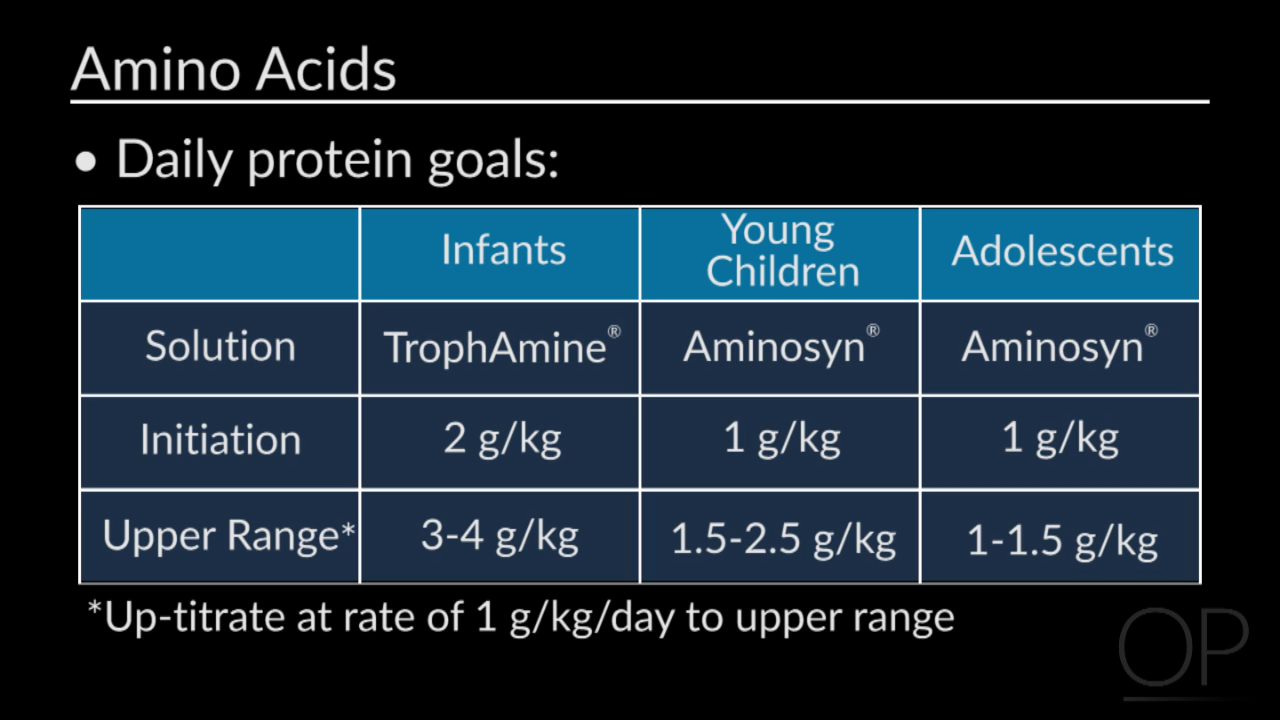 Amino Acids
• Daily protein goals:
Infants
Young
Children
Adolescents
Solution
TrophAmine®
Aminosyn®
Aminosyn®
Initiation
2 g/kg
1 g/kg
1 g/kg
Upper Range*
3-4 g/kg
1.5-2.5 g/kg
1-1.5 g/kg
*Up-titrate at rate of 1 g/kg/day to upper range
OP